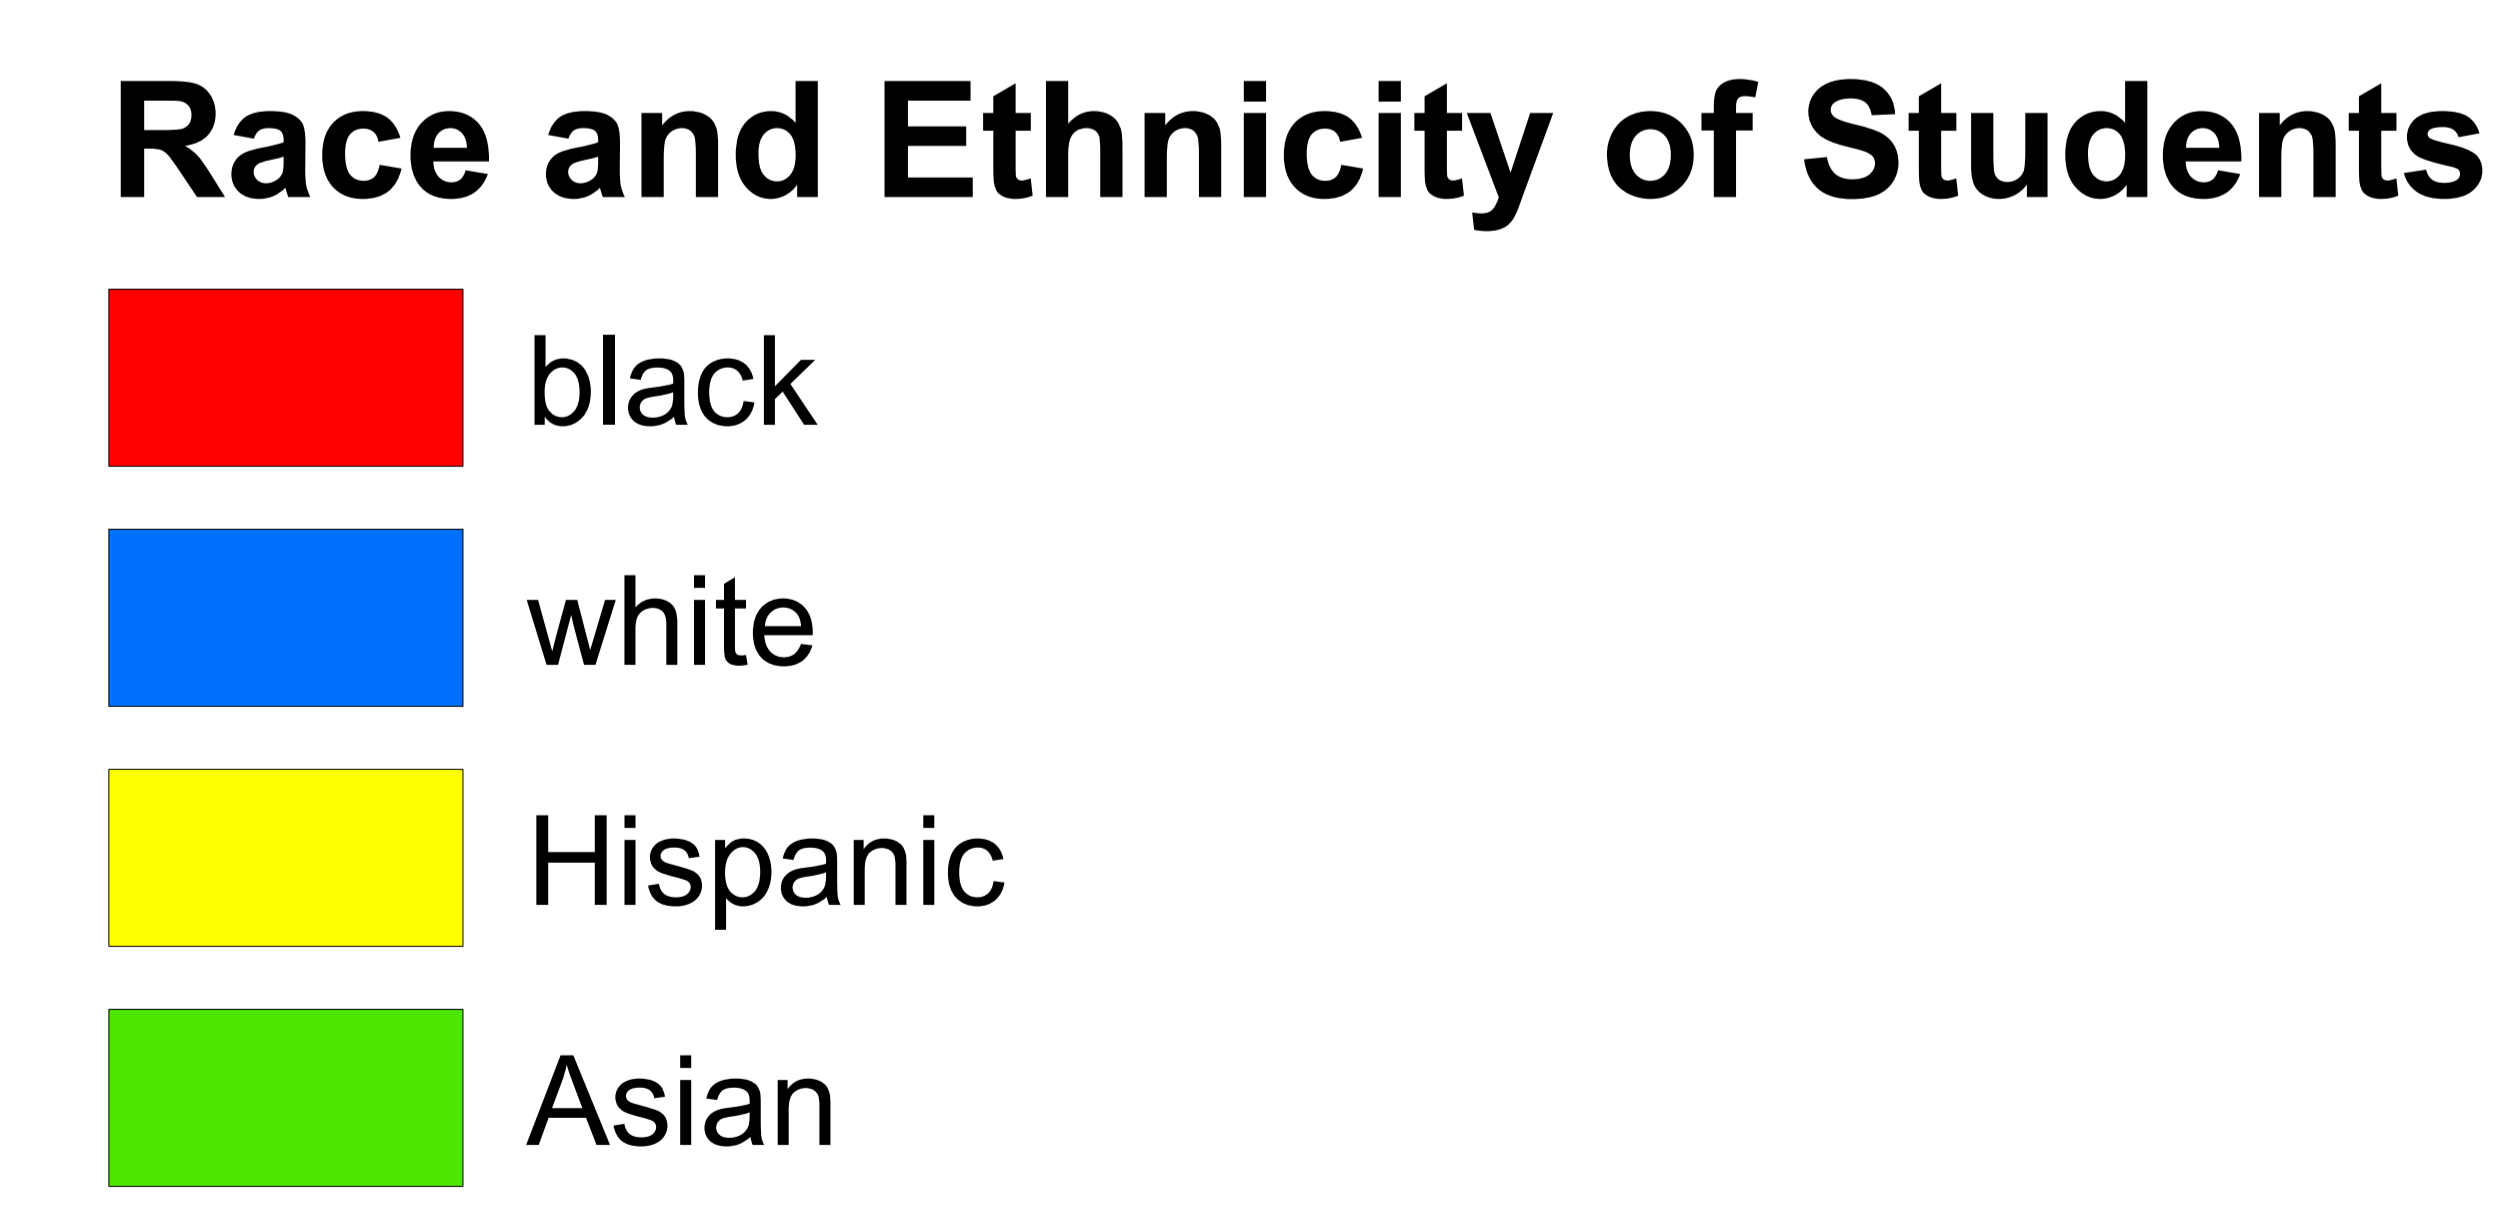 Race and Ethnicity of Students
black
white
Hispanic
Asian